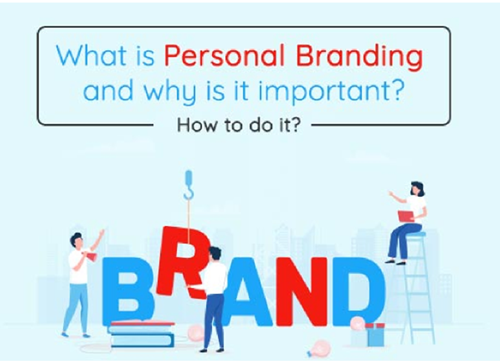 What is Personal Branding
and why is it important?
How to do it?
BRAND